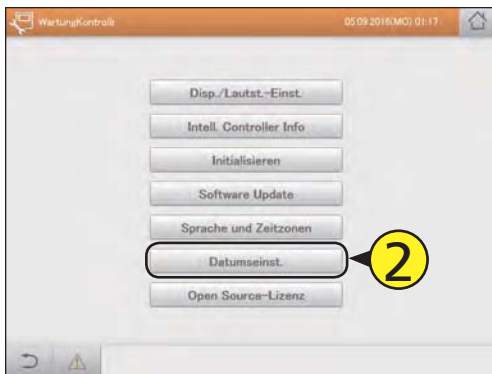 WartungKontrolle
05.09.2016(MO) 01:17
Disp./Lautst.-Einst.
Intell. Controller Info
Initialisieren
Software Update
Sprache und Zeitzonen
Datumseinst.
2
Open Source-Lizenz